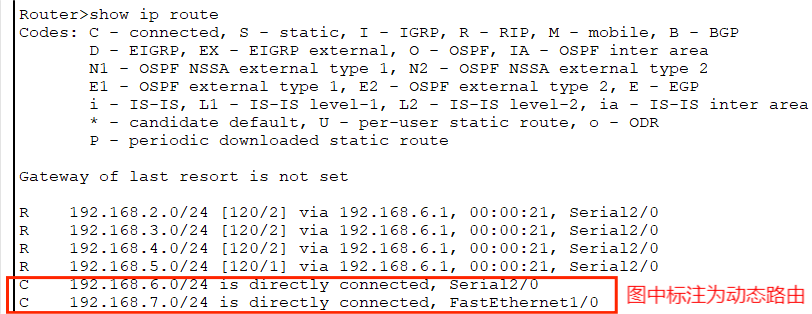 Router>show ip route
Codes: C - connected, S - static, I - IGRP, R - RIP, M - mobile, B - BGP
D - EIGRP, EX - EIGRP external, O - OSPF, IA - OSPF inter area
N1 - OSPF NSSA external type 1, N2 - OSPF NSSA external type 2
E1 - OSPF external type 1, E2 - OSPF external type 2, E - EGP
i - IS-IS, L1 - IS-IS level-1, L2 - IS-IS level-2, ia - IS-IS inter area
* - candidate default, U - per-user static route, o - ODR
P - periodic downloaded static route
Gateway of last resort is not set
R 192.168.2.0/24 [120/2] via 192.168.6.1, 00:00:21, Serial2/0
R 192.168.3.0/24 [120/2] via 192.168.6.1, 00:00:21, Serial2/0
R 192.168.4.0/24 [120/2] via 192.168.6.1, 00:00:21, Serial2/0
R 192.168.5.0/24 [120/1] via 192.168.6.1, 00:00:21, Serial2/0
C 192.168.6.0/24 is directly connected, Serial2/0
C 192.168.7.0/24 is directly connected, FastEthernet1/0
图中标注为动态路由